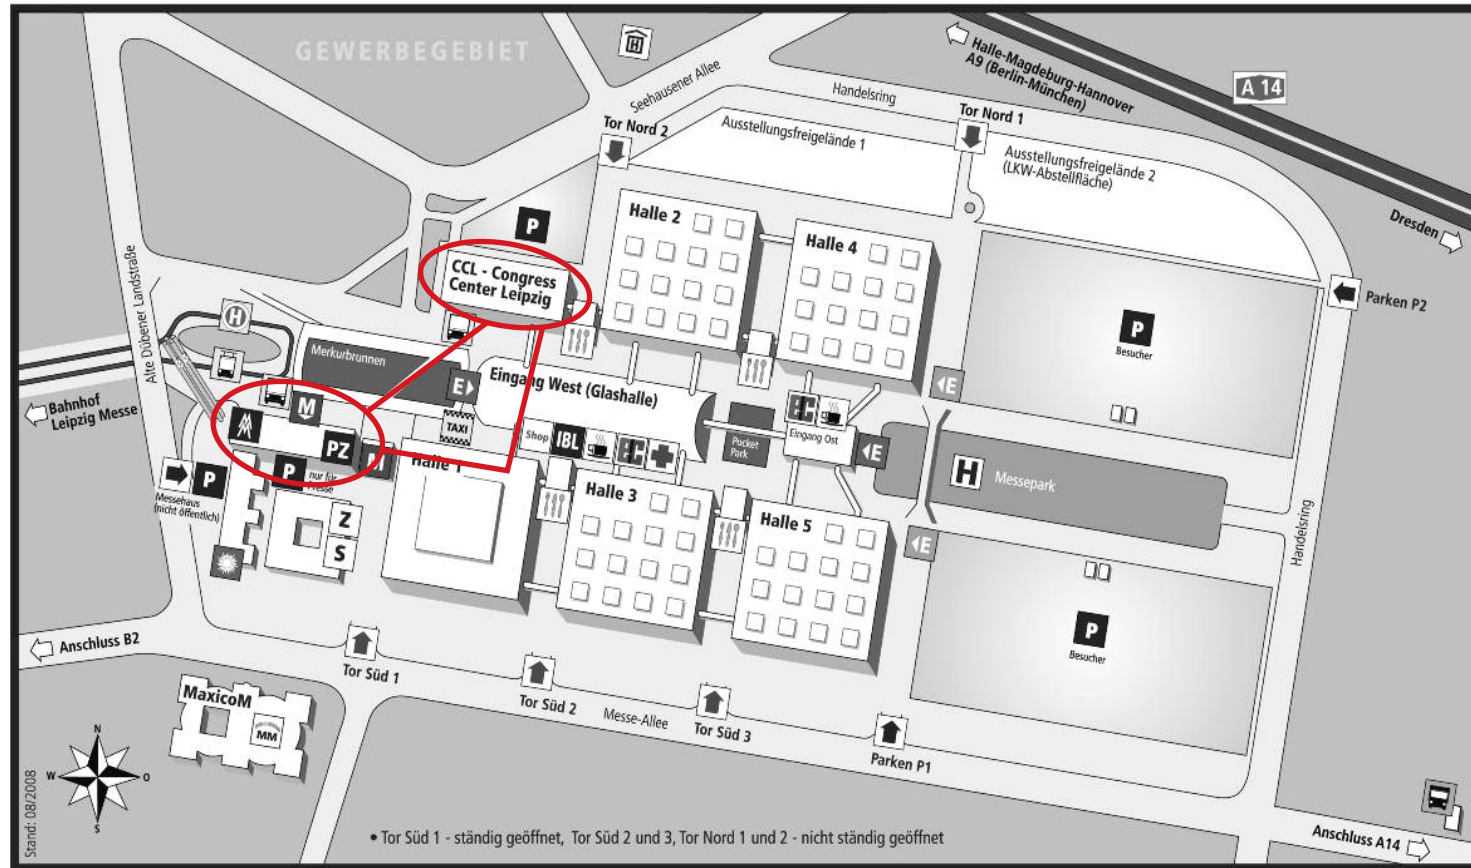 GEWERBEGEBIET
H
Seehausener Allee
Halle-Magdeburg-Hannover
A9 (Berlin-München)
A 14
Handelsring
Tor Nord 1
Tor Nord 2
Ausstellungsfreigelände 1
Ausstellungsfreigelände 2
(LKW-Abstellfläche)
Dresden
P
Halle 2
Halle 4
CCL - Congress
Center Leipzig
Parken P2
P
Besucher
Alte Dübener Landstraße
H
Merkurbrunnen
E
Eingang West (Glashalle)
E
Bahnhof
Leipzig Messe
M
PZ
M
TAXI
Shop
IBL
EC
Pocket
Park
EC
Eingang Ost
E
H
Messepark
P
Messehaus
(nicht öffentlich)
P
nur für
Presse
Halle 1
Halle 3
Halle 5
E
Z
S
Handelsring
P
Besucher
Anschluss B2
Tor Süd 1
Tor Süd 2
Messe-Allee
Tor Süd 3
Parken P1
MaxicoM
MM
N
W
O
S
Stand: 08/2008
• Tor Süd 1 - ständig geöffnet, Tor Süd 2 und 3, Tor Nord 1 und 2 - nicht ständig geöffnet
Anschluss A14